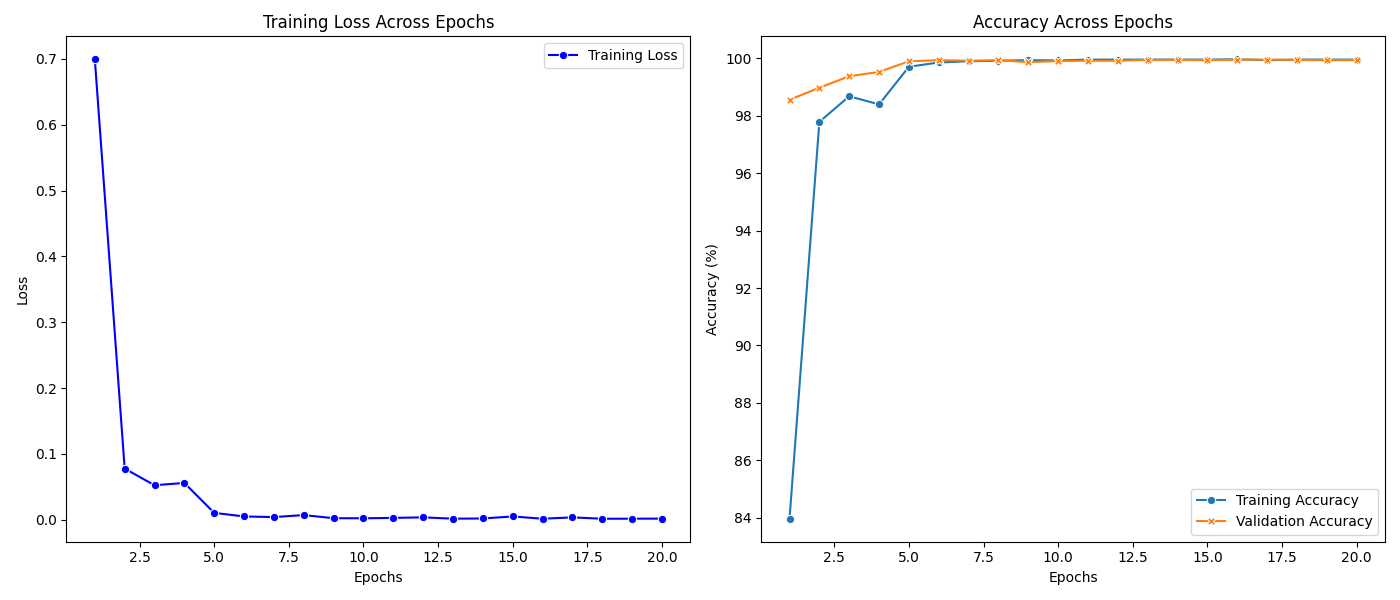 Training Loss Across Epochs
Training Loss
Loss
0.7
0.6
0.5
0.4
0.3
0.2
0.1
0.0
2.5 5.0 7.5 10.0 12.5 15.0 17.5 20.0
Epochs
Accuracy Across Epochs
Accuracy (%)
100
98
96
94
92
90
88
86
84
Training Accuracy
Validation Accuracy
2.5 5.0 7.5 10.0 12.5 15.0 17.5 20.0
Epochs